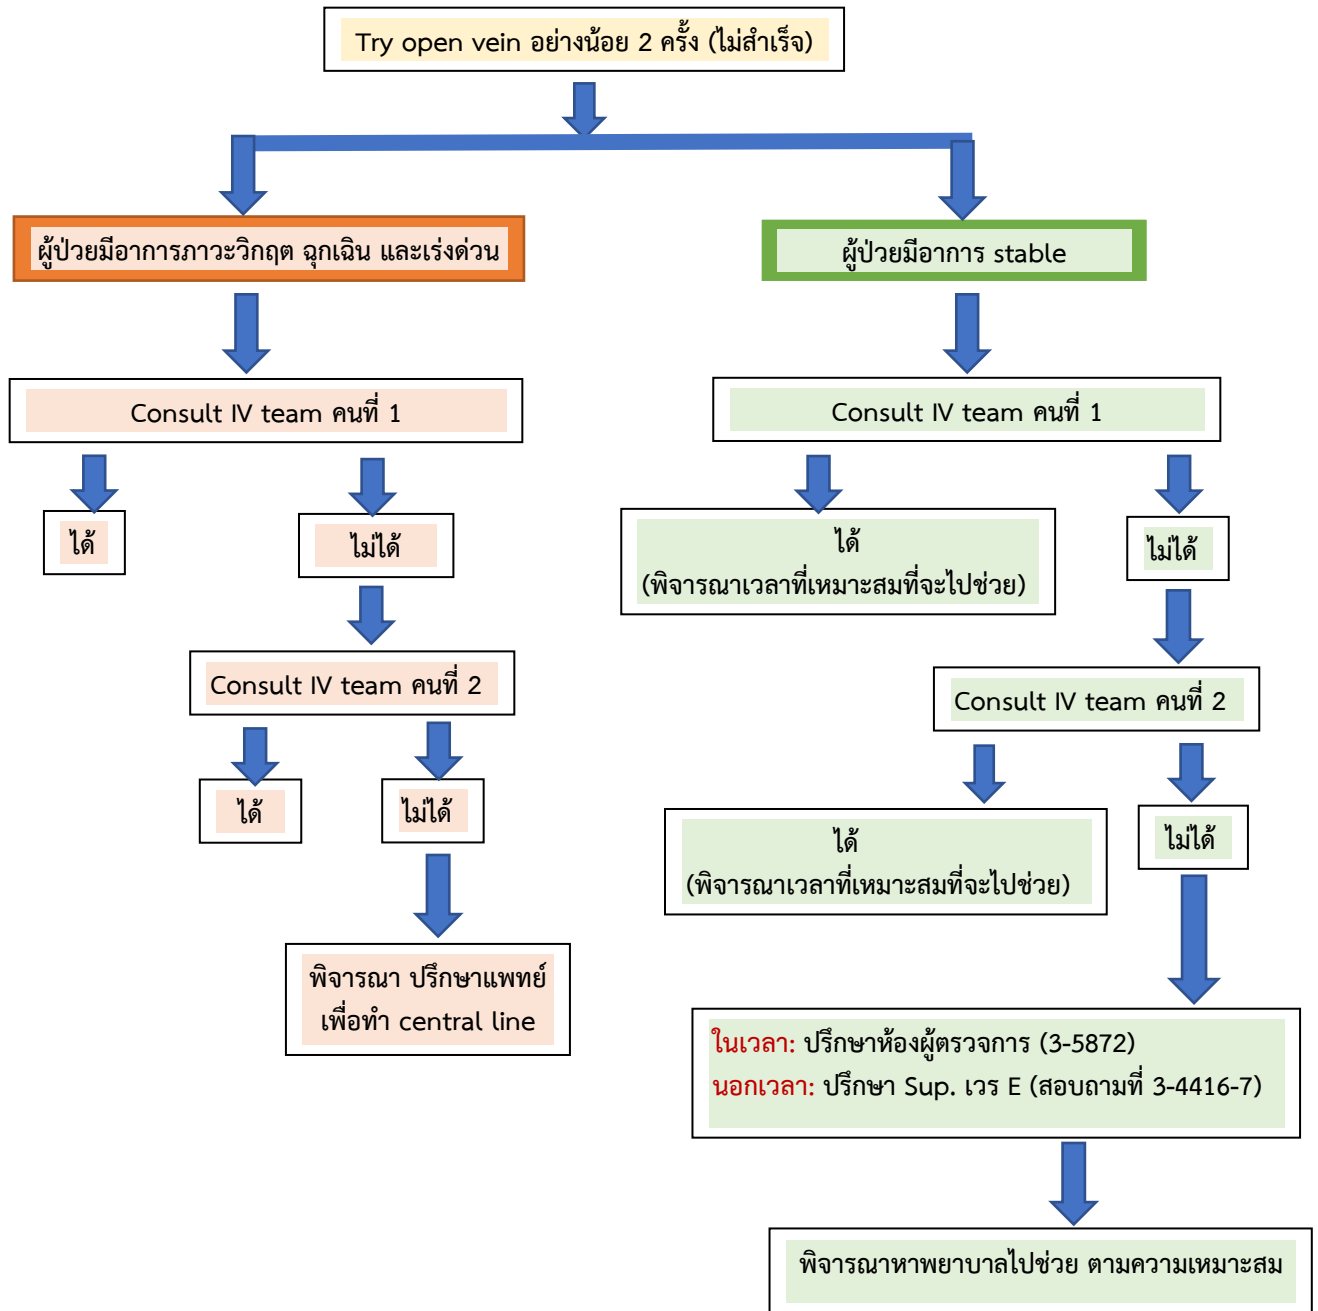 Try open vein อย่างน้อย 2 ครั้ง (ไม่สำเร็จ)
ผู้ป่วยมีอาการภาวะวิกฤต ฉุกเฉิน และเร่งด่วน
ผู้ป่วยมีอาการ stable
Consult IV team คนที่ 1
Consult IV team คนที่ 1
ได้
ไม่ได้
ได้
(พิจารณาเวลาที่เหมาะสมที่จะไปช่วย)
ไม่ได้
Consult IV team คนที่ 2
Consult IV team คนที่ 2
ได้
ไม่ได้
ได้
(พิจารณาเวลาที่เหมาะสมที่จะไปช่วย)
ไม่ได้
พิจารณา ปรึกษาแพทย์
เพื่อทำ central line
ในเวลา: ปรึกษาห้องผู้ตรวจการ (3-5872)
นอกเวลา: ปรึกษา Sup. เวร E (สอบถามที่ 3-4416-7)
พิจารณาหาพยาบาลไปช่วย ตามความเหมาะสม